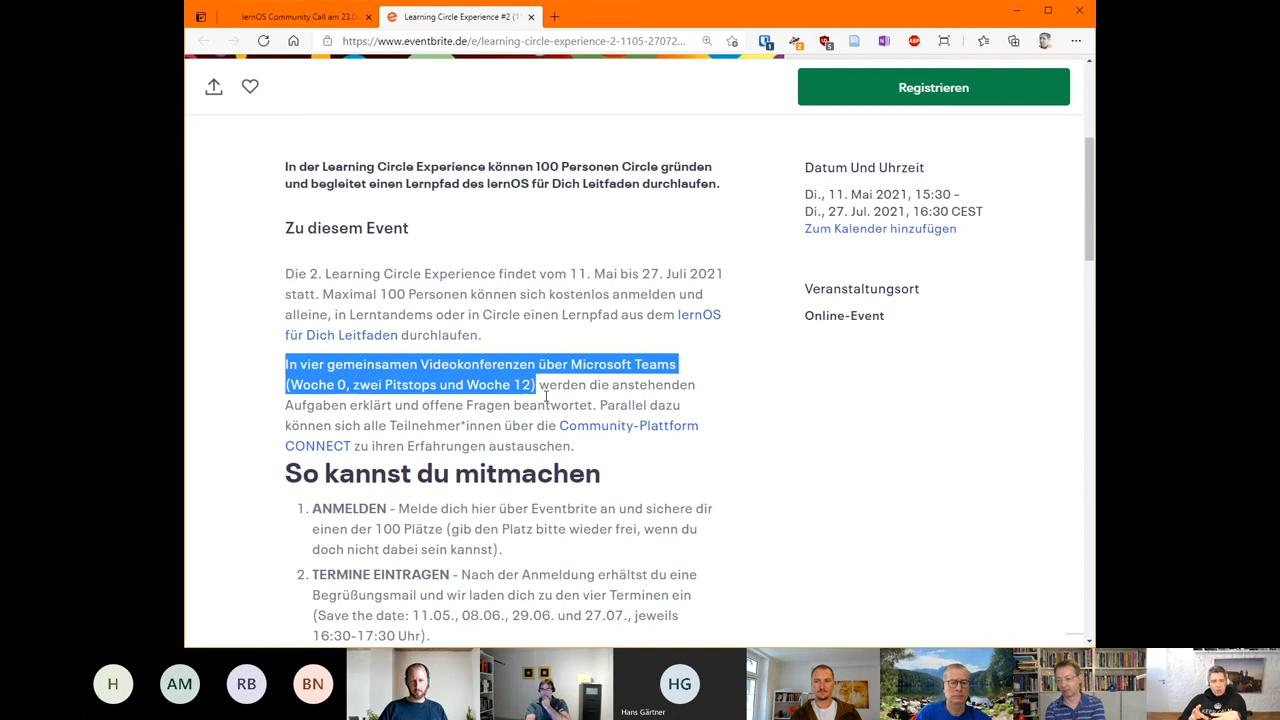 lernOS Community Call am 23.0
Learning Circle Experience #2 (1
https://www.eventbrite.de/e/learning-circle-experience-2-1105-27072...
1
2
5
ABP
Registrieren
In der Learning Circle Experience können 100 Personen Circle gründen
und begleitet einen Lernpfad des lernOS für Dich Leitfaden durchlaufen.
Zu diesem Event
Die 2. Learning Circle Experience findet vom 11. Mai bis 27. Juli 2021
statt. Maximal 100 Personen können sich kostenlos anmelden und
alleine, in Lerntandems oder in Circle einen Lernpfad aus dem lernOS
für Dich Leitfaden durchlaufen.
In vier gemeinsamen Videokonferenzen über Microsoft Teams
(Woche 0, zwei Pitstops und Woche 12) werden die anstehenden
Aufgaben erklärt und offene Fragen beantwortet. Parallel dazu
können sich alle Teilnehmer*innen über die Community-Plattform
CONNECT zu ihren Erfahrungen austauschen.
So kannst du mitmachen
1. ANMELDEN - Melde dich hier über Eventbrite an und sichere dir
einen der 100 Plätze (gib den Platz bitte wieder frei, wenn du
doch nicht dabei sein kannst).
2. TERMINE EINTRAGEN - Nach der Anmeldung erhältst du eine
Begrüßungsmail und wir laden dich zu den vier Terminen ein
(Save the date: 11.05., 08.06., 29.06. und 27.07., jeweils
16:30-17:30 Uhr).
Datum Und Uhrzeit
Di., 11. Mai 2021, 15:30 –
Di., 27. Jul. 2021, 16:30 CEST
Zum Kalender hinzufügen
Veranstaltungsort
Online-Event
H
AM
RB
BN
HG
Hans Gärtner